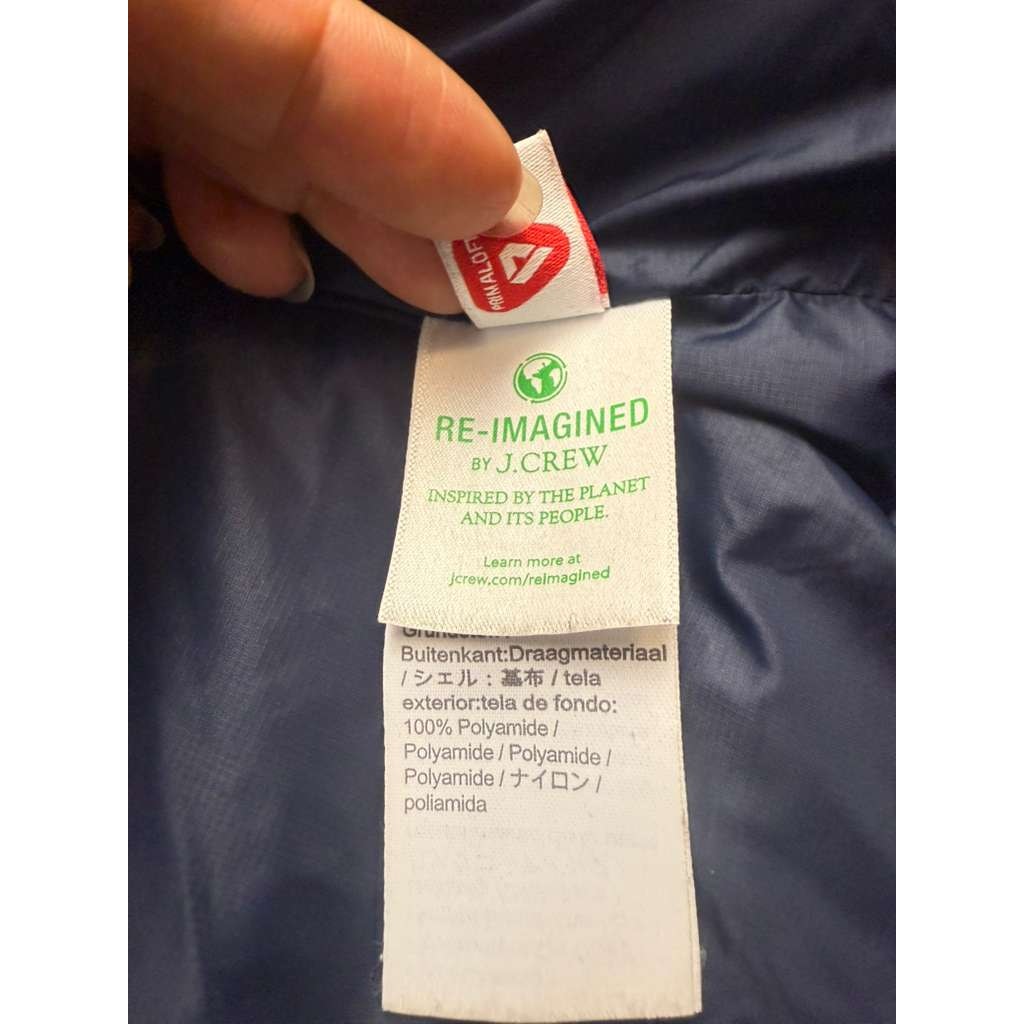 PRIMALOFT
RE-IMAGINED
BY J.CREW
INSPIRED BY THE PLANET
AND ITS PEOPLE.
Learn more at
jcrew.com/reimagined
Buitenkant:Draagmateriaal
/ シェル：基布 / tela
exterior:tela de fondo:
100% Polyamide /
Polyamide / Polyamide /
Polyamide / ナイロン /
poliamida